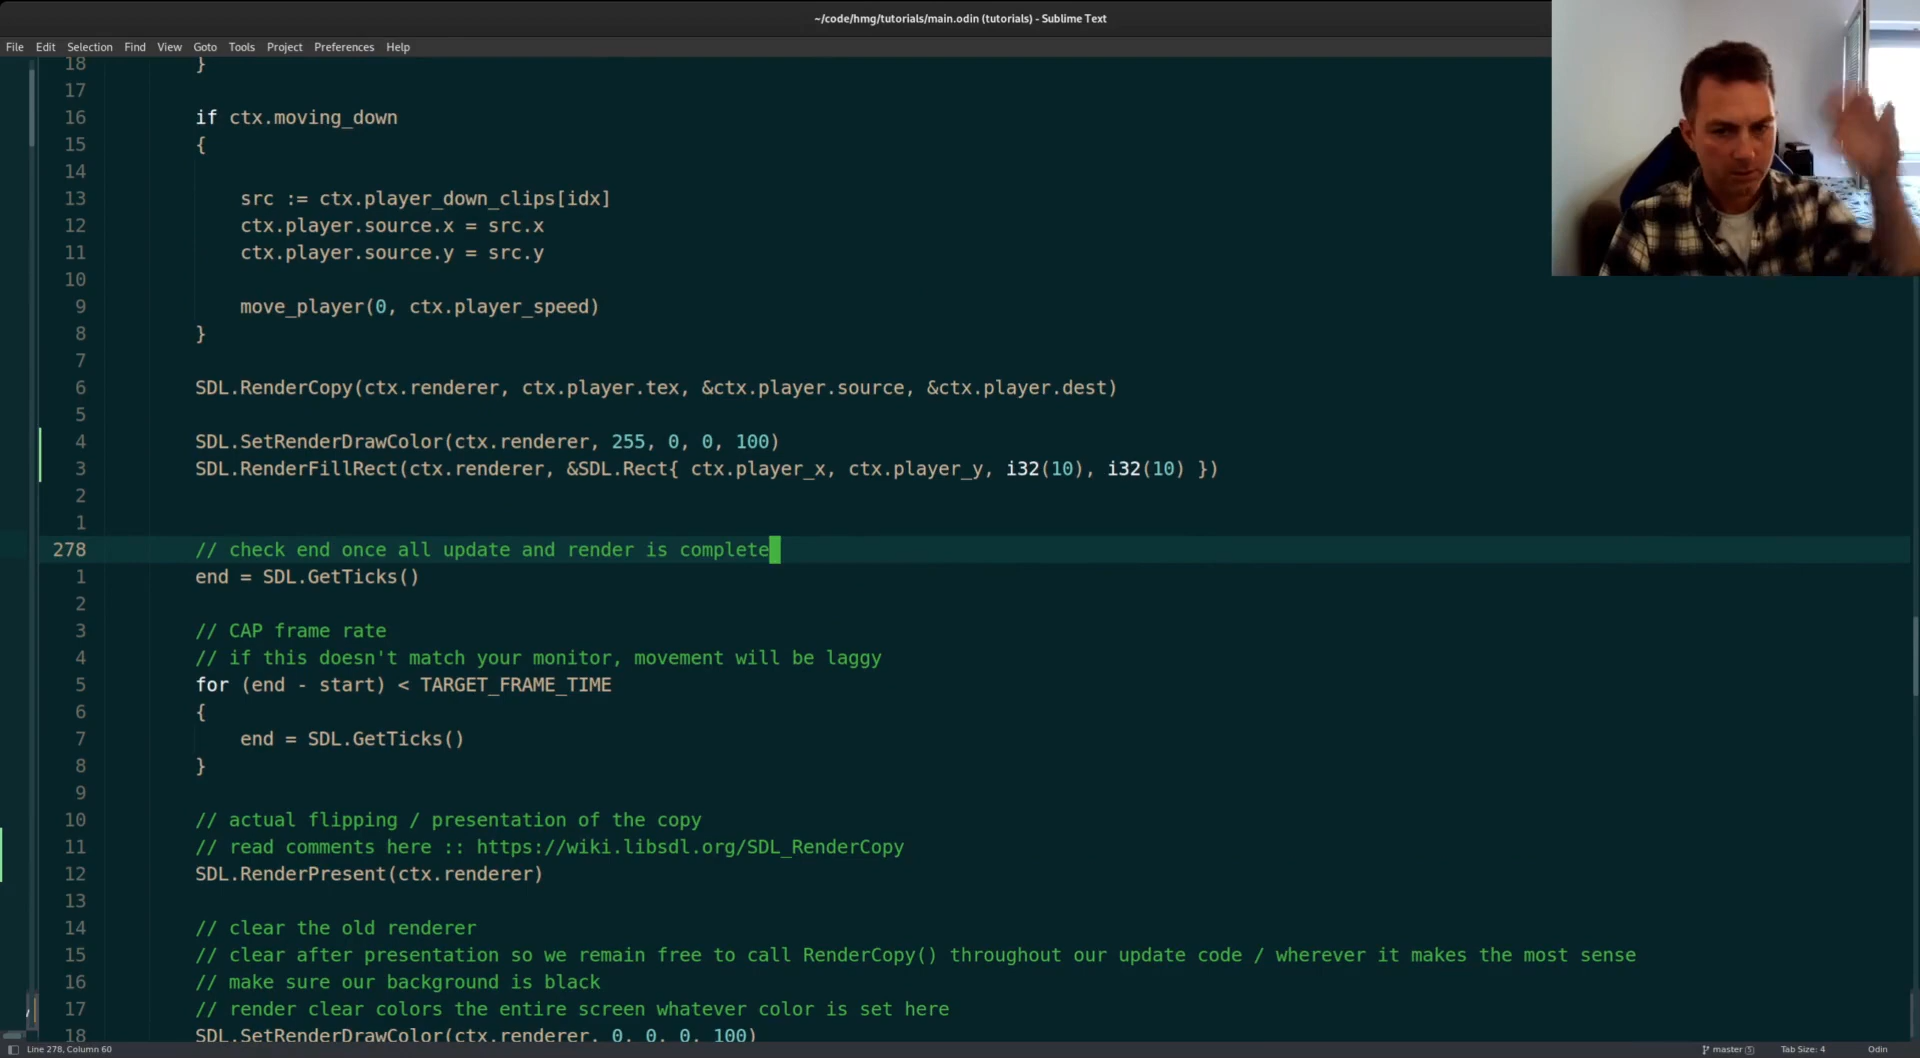 ~/code/hmg/tutorials/main.odin (tutorials) - Sublime Text
File Edit Selection View Goto Tools Project Preferences Help
18 }
17
16 if ctx.moving_down
15 {
14
13 src := ctx.player_down_clips[idx]
12 ctx.player.source.x = src.x
11 ctx.player.source.y = src.y
10
9 move_player(0, ctx.player_speed)
8 }
7
6 SDL.RenderCopy(ctx.renderer, ctx.player.tex, &ctx.player.source, &ctx.player.dest)
5
4 SDL.SetRenderDrawColor(ctx.renderer, 255, 0, 0, 100)
3 SDL.RenderFillRect(ctx.renderer, &SDL.Rect{ ctx.player_x, ctx.player_y, i32(10), i32(10) })
2
1
278 // check end once all update and render is complete
1 end = SDL.GetTicks()
2
3 // CAP frame rate
4 // if this doesn't match your monitor, movement will be laggy
5 for (end - start) < TARGET_FRAME_TIME
6 {
7 end = SDL.GetTicks()
8 }
9
10 // actual flipping / presentation of the copy
11 // read comments here :: https://wiki.libsdl.org/SDL_RenderCopy
12 SDL.RenderPresent(ctx.renderer)
13
14 // clear the old renderer
15 // clear after presentation so we remain free to call RenderCopy() throughout our update code / wherever it makes the most sense
16 // make sure our background is black
17 // render clear colors the entire screen whatever color is set here
18 SDL.SetRenderDrawColor(ctx.renderer, 0, 0, 0, 100)
Line 278, Column 60 master 5 Tab Size: 4 Odin